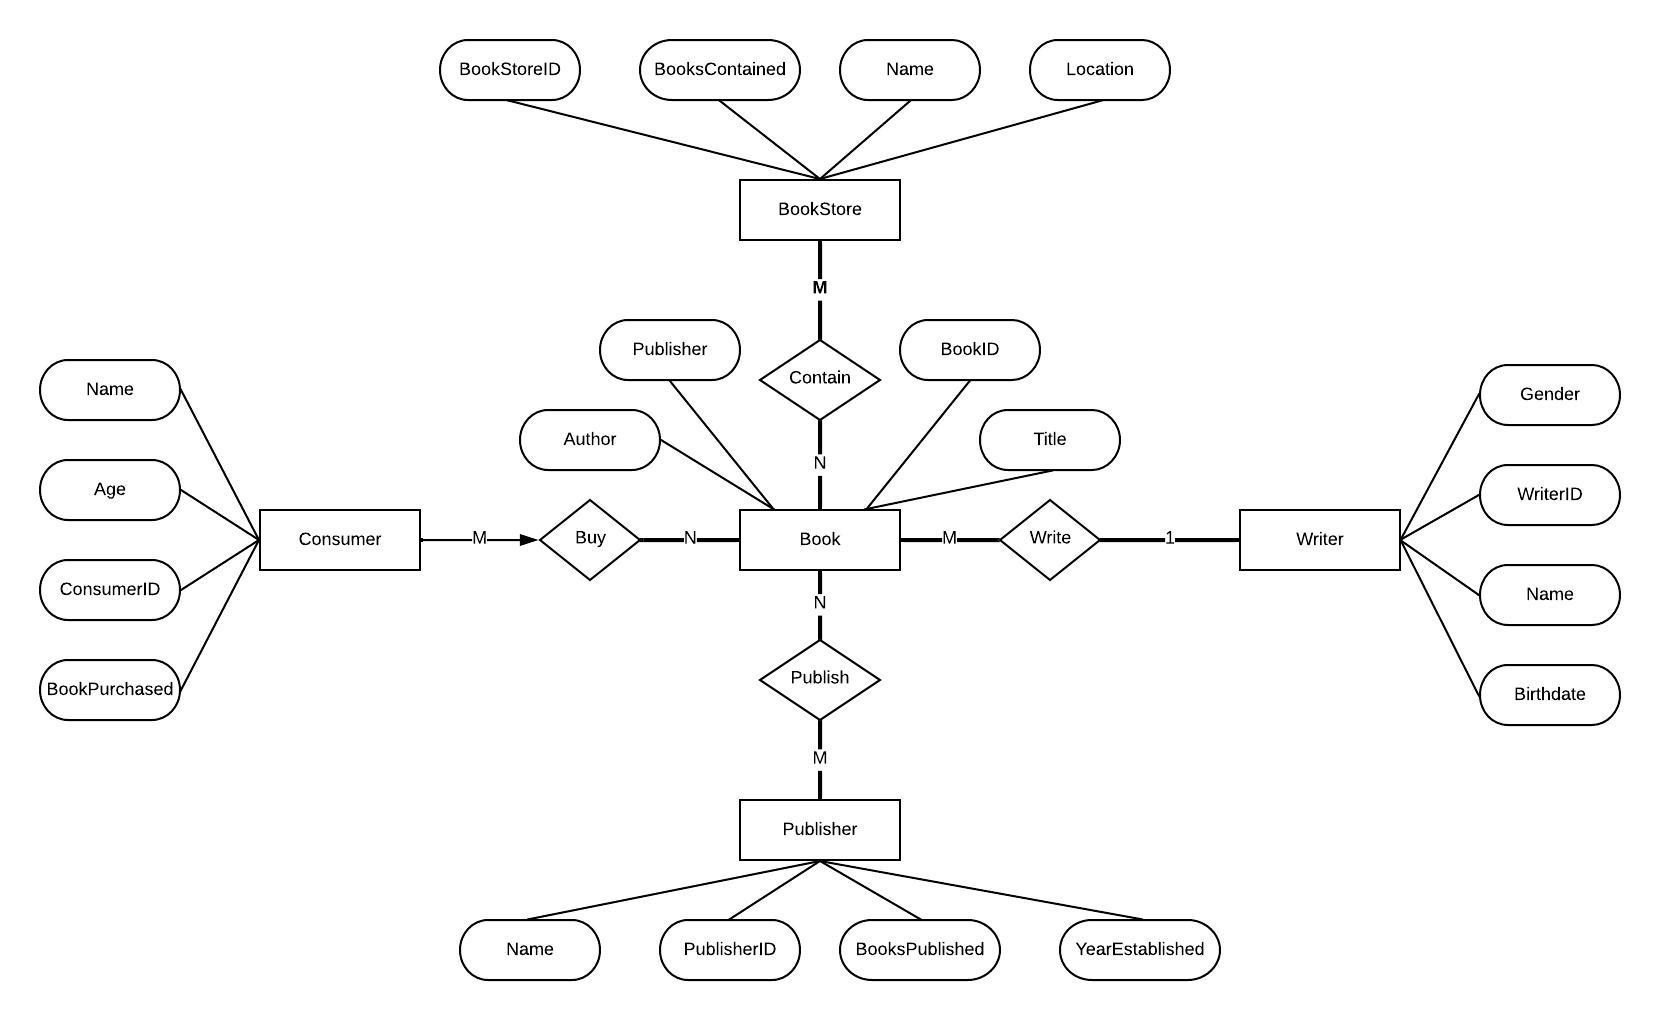 BookStoreID
BooksContained
Name
Location
BookStore
M
Publisher
BookID
Contain
Name
Gender
Author
Title
N
Age
WriterID
Consumer
M
Buy
N
Book
M
Write
1
Writer
ConsumerID
N
Name
Publish
BookPurchased
Birthdate
M
Publisher
Name
PublisherID
BooksPublished
YearEstablished